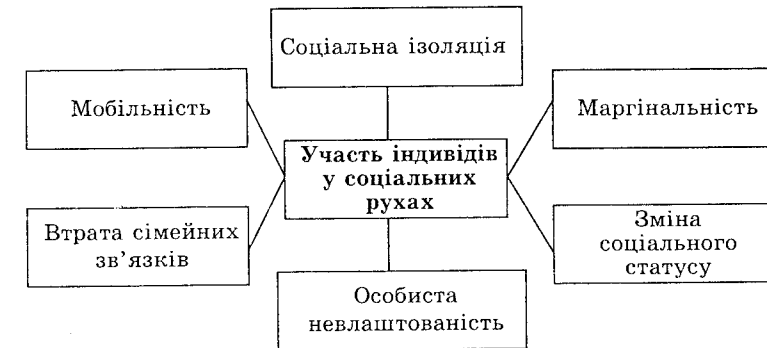 Соціальна ізоляція
Мобільність
Маргінальність
Участь індивідів
у соціальних
рухах
Втрата сімейних
зв’язків
Зміна
соціального
статусу
Особиста
невлаштованість